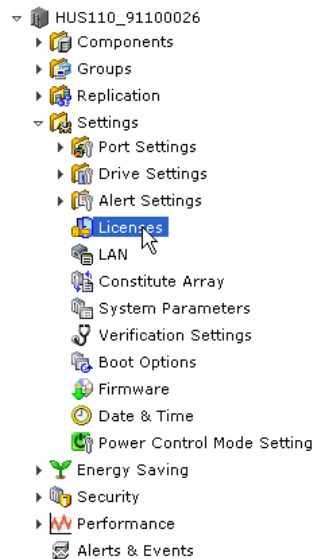 HUS110_91100026
Components
Groups
Replication
Settings
Port Settings
Drive Settings
Alert Settings
Licenses
LAN
Constitute Array
System Parameters
Verification Settings
Boot Options
Firmware
Date & Time
Power Control Mode Setting
Energy Saving
Security
Performance
Alerts & Events